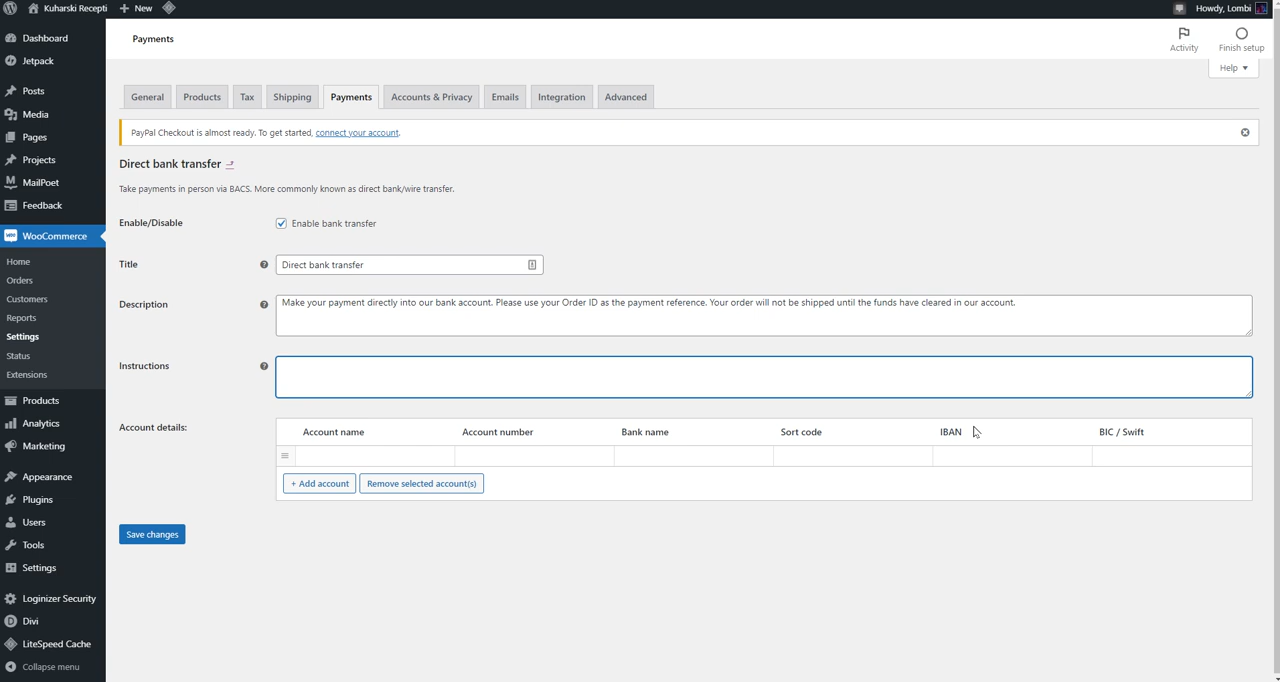 Kuharski Recepti
New
Howdy, Lombi
Dashboard
Jetpack
Posts
Media
Pages
Projects
MailPoet
Feedback
WooCommerce
Home
Orders
Customers
Reports
Settings
Status
Extensions
Products
Analytics
Marketing
Appearance
Plugins
Users
Tools
Settings
Loginizer Security
Divi
LiteSpeed Cache
Collapse menu
Payments
Activity
Finish setup
Help
General
Products
Tax
Shipping
Payments
Accounts & Privacy
Emails
Integration
Advanced
PayPal Checkout is almost ready. To get started, connect your account.
Direct bank transfer
Take payments in person via BACS. More commonly known as direct bank/wire transfer.
Enable/Disable
Enable bank transfer
Title
Direct bank transfer
Description
Make your payment directly into our bank account. Please use your Order ID as the payment reference. Your order will not be shipped until the funds have cleared in our account.
Instructions
Account details:
Account name
Account number
Bank name
Sort code
IBAN
BIC / Swift
+ Add account
Remove selected account(s)
Save changes